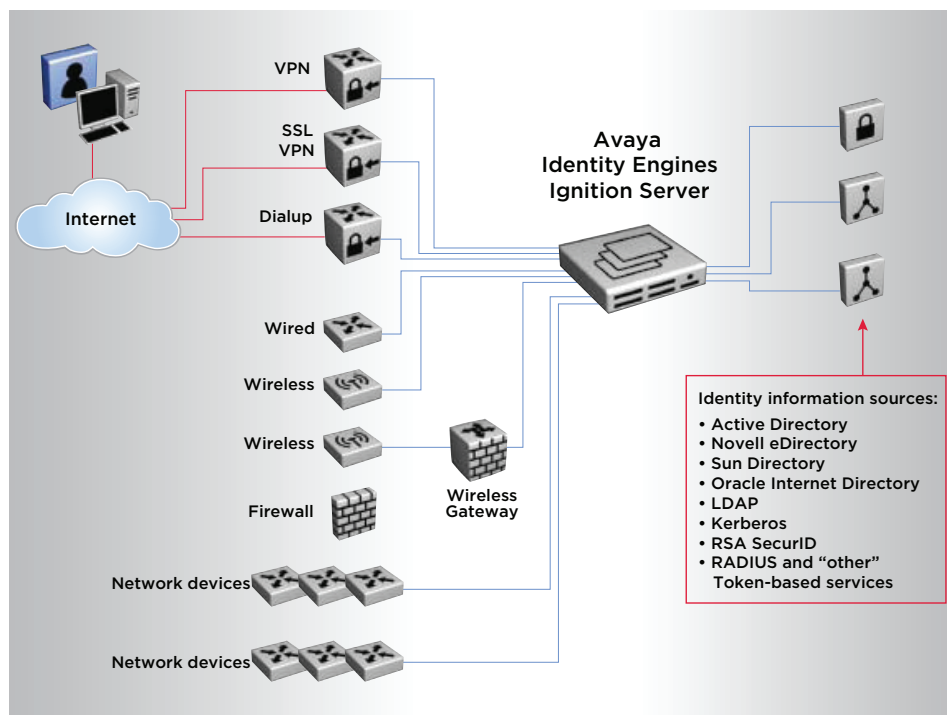 VPN
SSL
VPN
Internet
Dialup
Wired
Wireless
Wireless
Wireless
Gateway
Firewall
Network devices
Network devices
Avaya
Identity Engines
Ignition Server
Identity information sources:
• Active Directory
• Novell eDirectory
• Sun Directory
• Oracle Internet Directory
• LDAP
• Kerberos
• RSA SecurID
• RADIUS and “other”
Token-based services